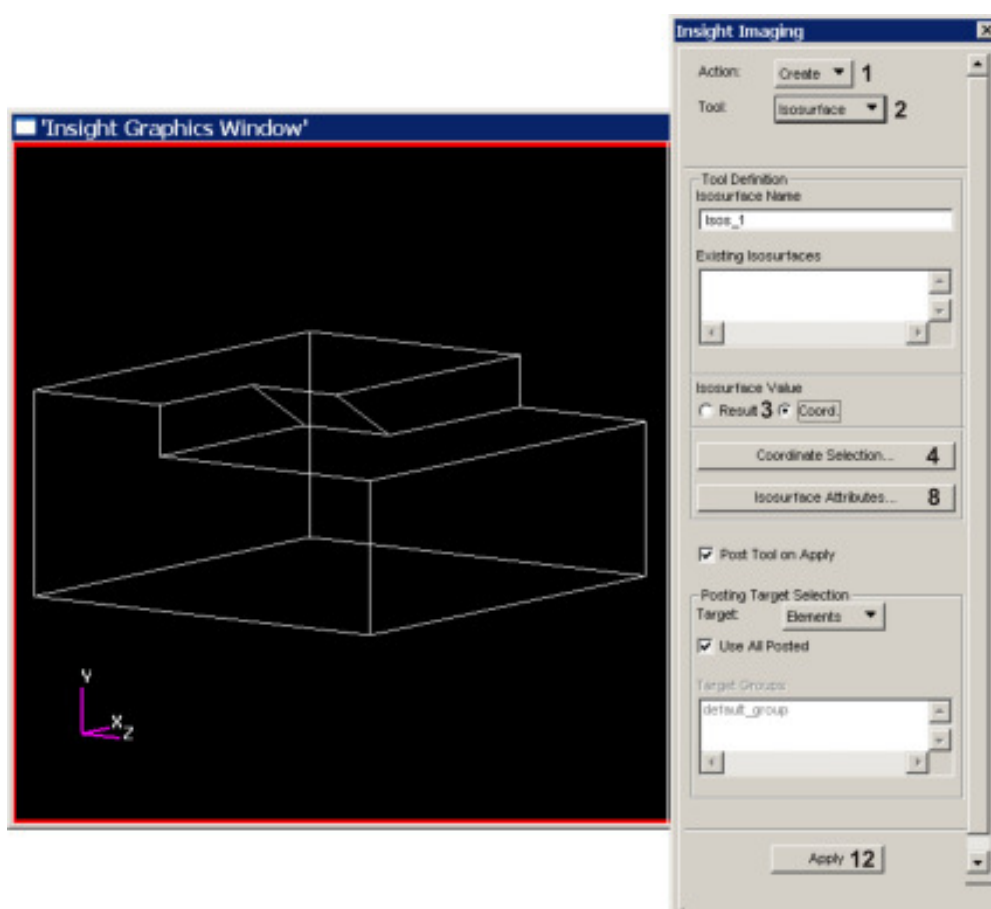 'Insight Graphics Window'
Y
X
Z
Insight Imaging
Action: Create 1
Tool: Isosurface 2
Tool Definition
Isosurface Name
Isos_1
Existing Isosurfaces
Isosurface Value
Result 3 Coord.
Coordinate Selection... 4
Isosurface Attributes... 8
Post Tool on Apply
Posting Target Selection
Target: Elements
Use All Posted
Target Groups:
default_group
Apply 12